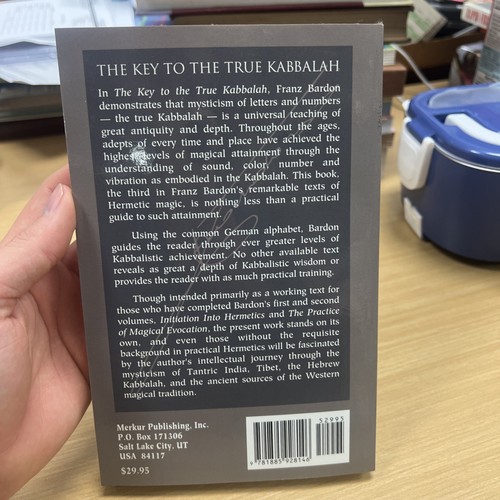 THE KEY TO THE TRUE KABBALAH
In The Key to the True Kabbalah, Franz Bardon
demonstrates that mysticism of letters and numbers
— the true Kabbalah — is a universal teaching of
great antiquity and depth. Throughout the ages,
adepts of every time and place have achieved the
highest levels of magical attainment through the
understanding of sound, color, number and
vibration as embodied in the Kabbalah. This book,
the third in Franz Bardon's remarkable texts of
Hermetic magic, is nothing less than a practical
guide to such attainment.
Using the common German alphabet, Bardon
guides the reader through ever greater levels of
Kabbalistic achievement. No other available text
reveals as great a depth of Kabbalistic wisdom or
provides the reader with as much practical training.
Though intended primarily as a working text for
those who have completed Bardon's first and second
volumes, Initiation Into Hermetics and The Practice
of Magical Evocation, the present work stands on its
own, and even those without the requisite
background in practical Hermetics will be fascinated
by the author's intellectual journey through the
mysticism of Tantric India, Tibet, the Hebrew
Kabbalah, and the ancient sources of the Western
magical tradition.
Merkur Publishing, Inc.
P.O. Box 171306
Salt Lake City, UT
USA 84117
$29.95
52995
9 781885 928146